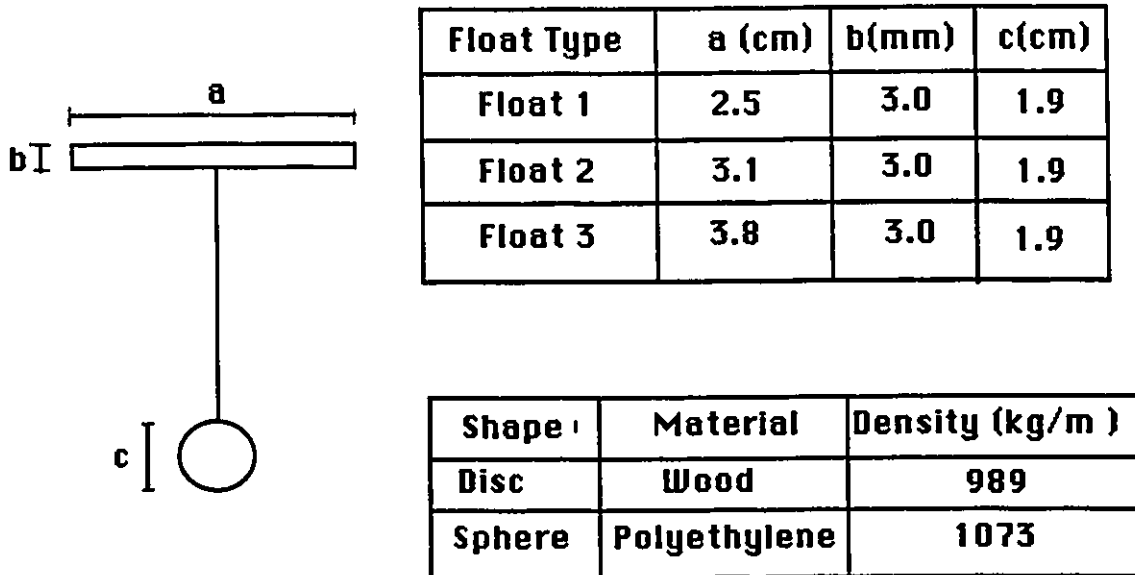 a
b
c
Float Type a (cm) b(mm) c(cm)
Float 1 2.5 3.0 1.9
Float 2 3.1 3.0 1.9
Float 3 3.8 3.0 1.9
Shape Material Density (kg/m )
Disc Wood 989
Sphere Polyethylene 1073